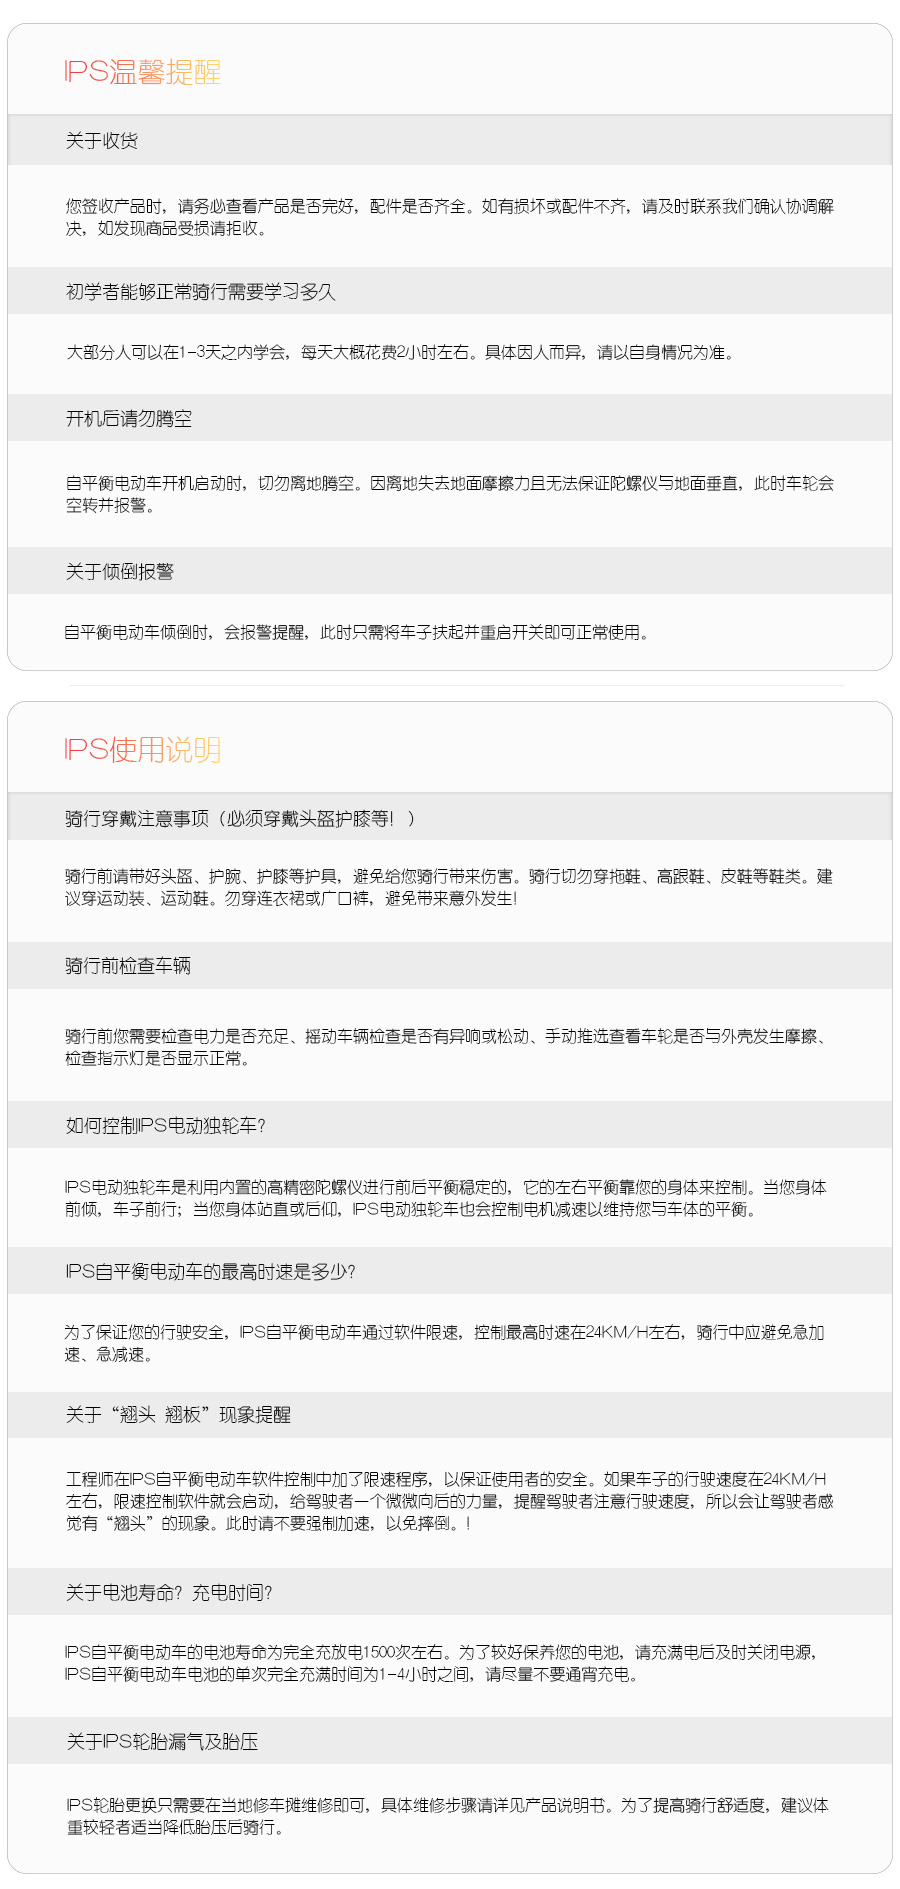 IPS温馨提醒
关于收货
您签收产品时，请务必查看产品是否完好，配件是否齐全。如有损坏或配件不齐，请及时联系我们确认协调解
决，如发现商品受损请拒收。
初学者能够正常骑行需要学习多久
大部分人可以在1-3天之内学会，每天大概花费2小时左右。具体因人而异，请以自身情况为准。
开机后请勿腾空
自平衡电动车开机启动时，切勿离地腾空。因离地失去地面摩擦力且无法保证陀螺仪与地面垂直，此时车轮会
空转并报警。
关于倾倒报警
自平衡电动车倾倒时，会报警提醒，此时只需将车子扶起并重启开关即可正常使用。
IPS使用说明
骑行穿戴注意事项（必须穿戴头盔护膝等！）
骑行前请带好头盔、护腕、护膝等护具，避免给您骑行带来伤害。骑行切勿穿拖鞋、高跟鞋、皮鞋等鞋类。建
议穿运动装、运动鞋。勿穿连衣裙或广口裤，避免带来意外发生！
骑行前检查车辆
骑行前您需要检查电力是否充足、摇动车辆检查是否有异响或松动、手动推选查看车轮是否与外壳发生摩擦、
检查指示灯是否显示正常。
如何控制IPS电动独轮车？
IPS电动独轮车是利用内置的高精密陀螺仪进行前后平衡稳定的，它的左右平衡靠您的身体来控制。当您身体
前倾，车子前行；当您身体站直或后仰，IPS电动独轮车也会控制电机减速以维持您与车体的平衡。
IPS自平衡电动车的最高时速是多少？
为了保证您的行驶安全，IPS自平衡电动车通过软件限速，控制最高时速在24KM/H左右，骑行中应避免急加
速、急减速。
关于“翘头 翘板”现象提醒
工程师在IPS自平衡电动车软件控制中加了限速程序，以保证使用者的安全。如果车子的行驶速度在24KM/H
左右，限速控制软件就会启动，给驾驶者一个微微向后的力量，提醒驾驶者注意行驶速度，所以会让驾驶者感
觉有“翘头”的现象。此时请不要强制加速，以免摔倒。！
关于电池寿命？充电时间？
IPS自平衡电动车的电池寿命为完全充放电1500次左右。为了较好保养您的电池，请充满电后及时关闭电源，
IPS自平衡电动车电池的单次完全充满时间为1-4小时之间，请尽量不要通宵充电。
关于IPS轮胎漏气及胎压
IPS轮胎更换只需要在当地修车摊维修即可，具体维修步骤请详见产品说明书。为了提高骑行舒适度，建议体
重较轻者适当降低胎压后骑行。